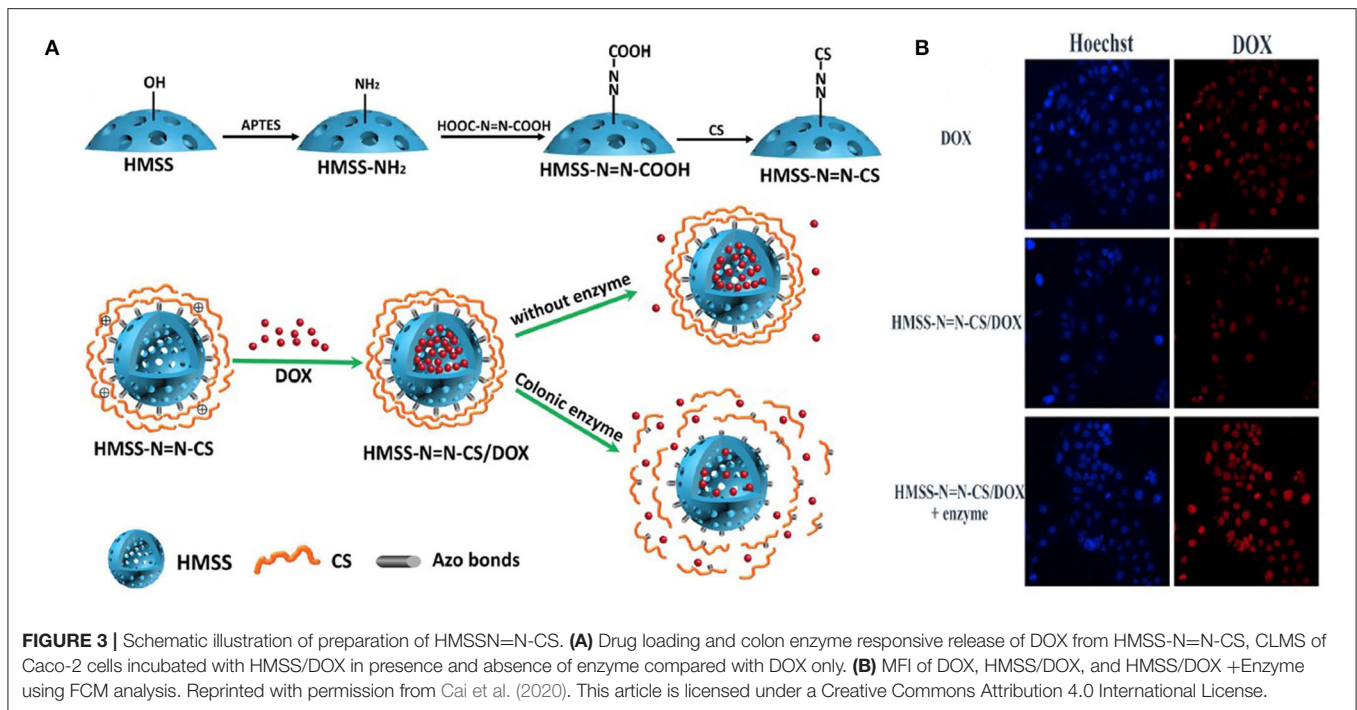 A
OH
HMSS
APTES
NH₂
HMSS-NH₂
HOOC-N=N-COOH
COOH
N
N
HMSS-N=N-COOH
CS
CS
N
N
HMSS-N=N-CS
HMSS-N=N-CS
DOX
HMSS-N=N-CS/DOX
without enzyme
Colonic enzyme
HMSS
CS
Azo bonds
B
Hoechst
DOX
DOX
HMSS-N=N-CS/DOX
HMSS-N=N-CS/DOX
+ enzyme
FIGURE 3 | Schematic illustration of preparation of HMSSN=N-CS. (A) Drug loading and colon enzyme responsive release of DOX from HMSS-N=N-CS, CLMS of
Caco-2 cells incubated with HMSS/DOX in presence and absence of enzyme compared with DOX only. (B) MFI of DOX, HMSS/DOX, and HMSS/DOX +Enzyme
using FCM analysis. Reprinted with permission from Cai et al. (2020). This article is licensed under a Creative Commons Attribution 4.0 International License.